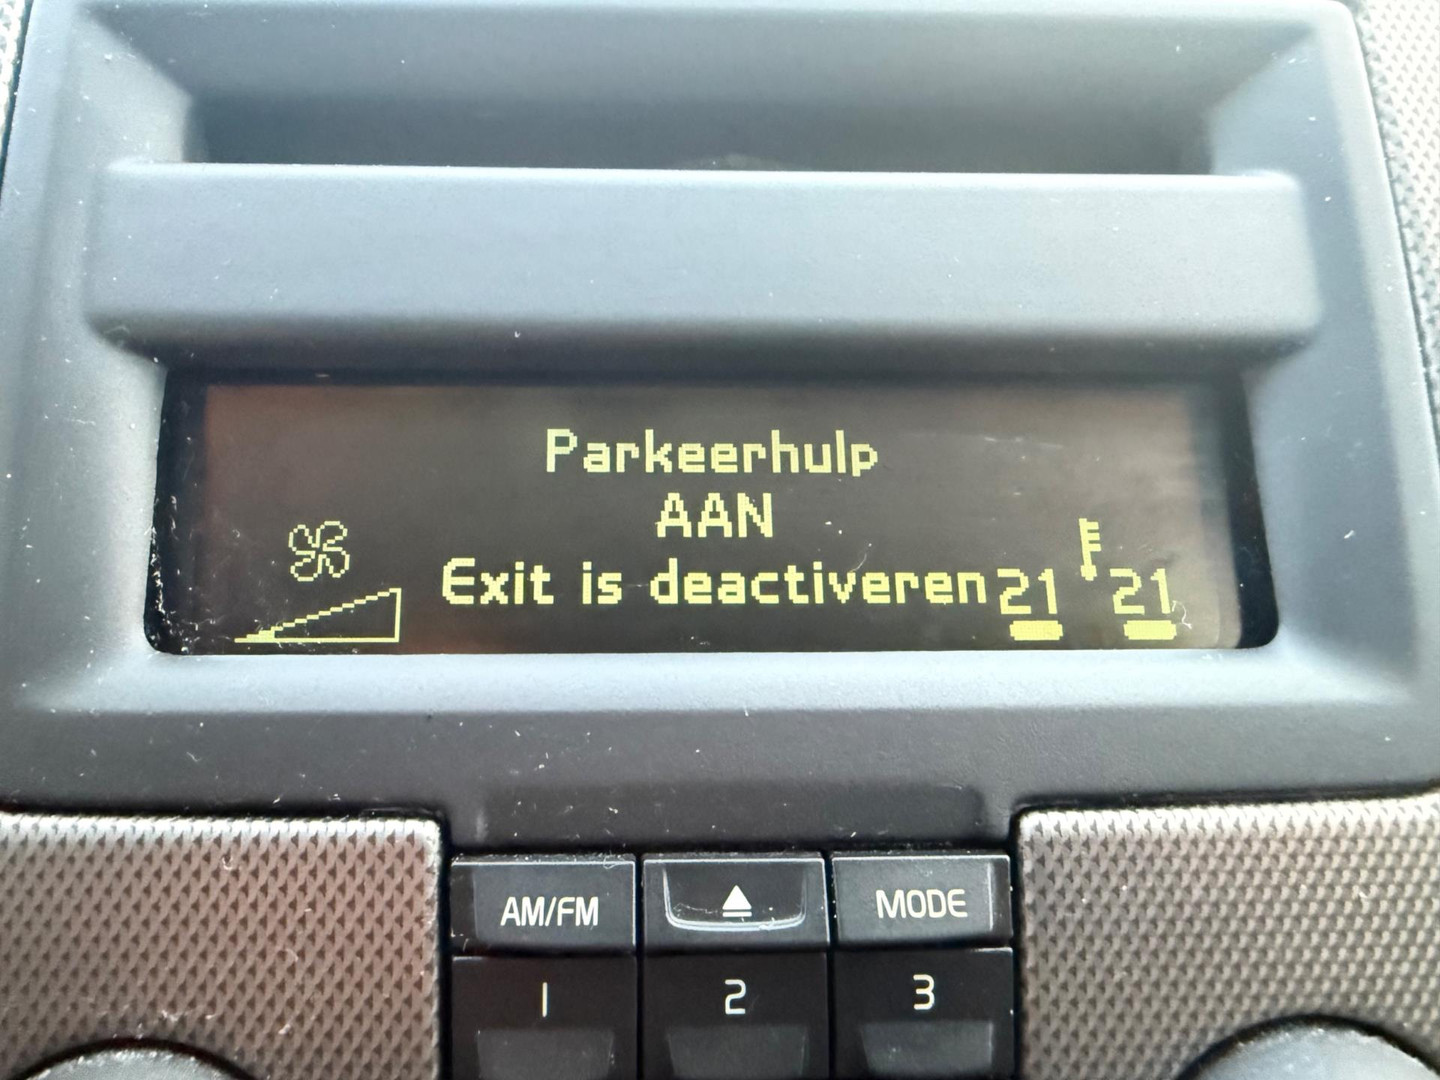 Parkeerhulp
AAN
Exit is deactiveren 21 21
AM/FM MODE
1 2 3